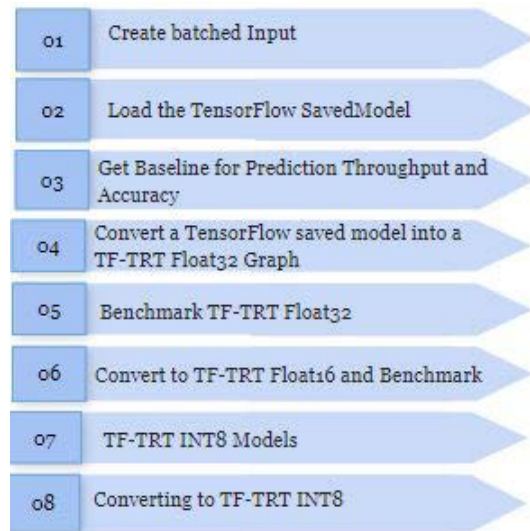 01
Create batched Input
02
Load the TensorFlow SavedModel
03
Get Baseline for Prediction Throughput and
Accuracy
04
Convert a TensorFlow saved model into a
TF-TRT Float32 Graph
05
Benchmark TF-TRT Float32
06
Convert to TF-TRT Float16 and Benchmark
07
TF-TRT INT8 Models
08
Converting to TF-TRT INT8